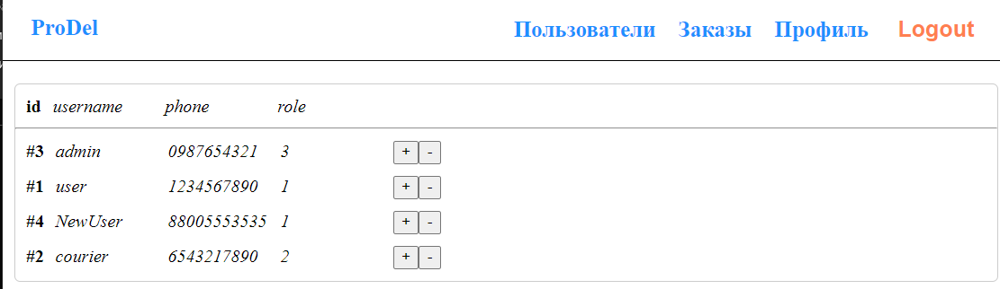 ProDel Пользователи Заказы Профиль Logout
id username phone role
#3 admin 0987654321 3 + -
#1 user 1234567890 1 + -
#4 NewUser 88005553535 1 + -
#2 courier 6543217890 2 + -